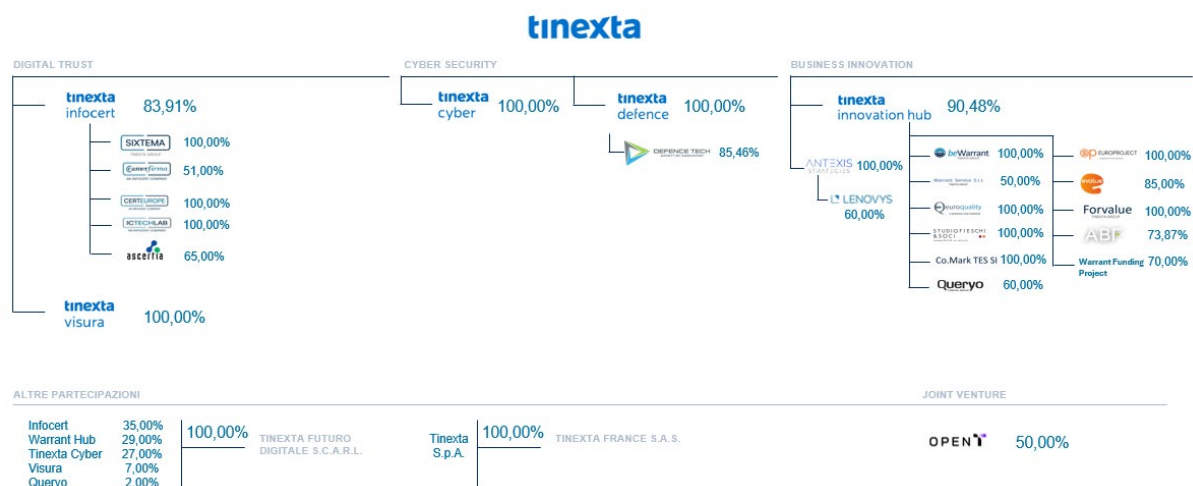 tinexta
DIGITAL TRUST
tinexta
infocert
83,91%
SIXTEMA
100,00%
51,00%
CERTEUROPE
100,00%
ICTECHLAB
100,00%
ascertia
65,00%
tinexta
visura
100,00%
CYBER SECURITY
tinexta
cyber
100,00%
tinexta
defence
100,00%
DEFENCE TECH
85,46%
BUSINESS INNOVATION
tinexta
innovation hub
90,48%
ANTEXIS
STRATEGIES
100,00%
LENOVYS
60,00%
beWarrant
100,00%
Warrant Service S.r.l.
50,00%
euroquality
100,00%
STUDIOFIESCHI
&SOCI
100,00%
Co.Mark TES Sl
100,00%
Queryo
60,00%
EUROPROJECT
100,00%
evalue
85,00%
Forvalue
100,00%
ABF
73,87%
Warrant Funding
Project
70,00%
ALTRE PARTECIPAZIONI
Infocert 35,00%
Warrant Hub 29,00%
Tinexta Cyber 27,00%
Visura 7,00%
Queryo 2,00%
100,00%
TINEXTA FUTURO
DIGITALE S.C.A.R.L.
Tinexta
S.p.A.
100,00%
TINEXTA FRANCE S.A.S.
JOINT VENTURE
OPEN T
50,00%